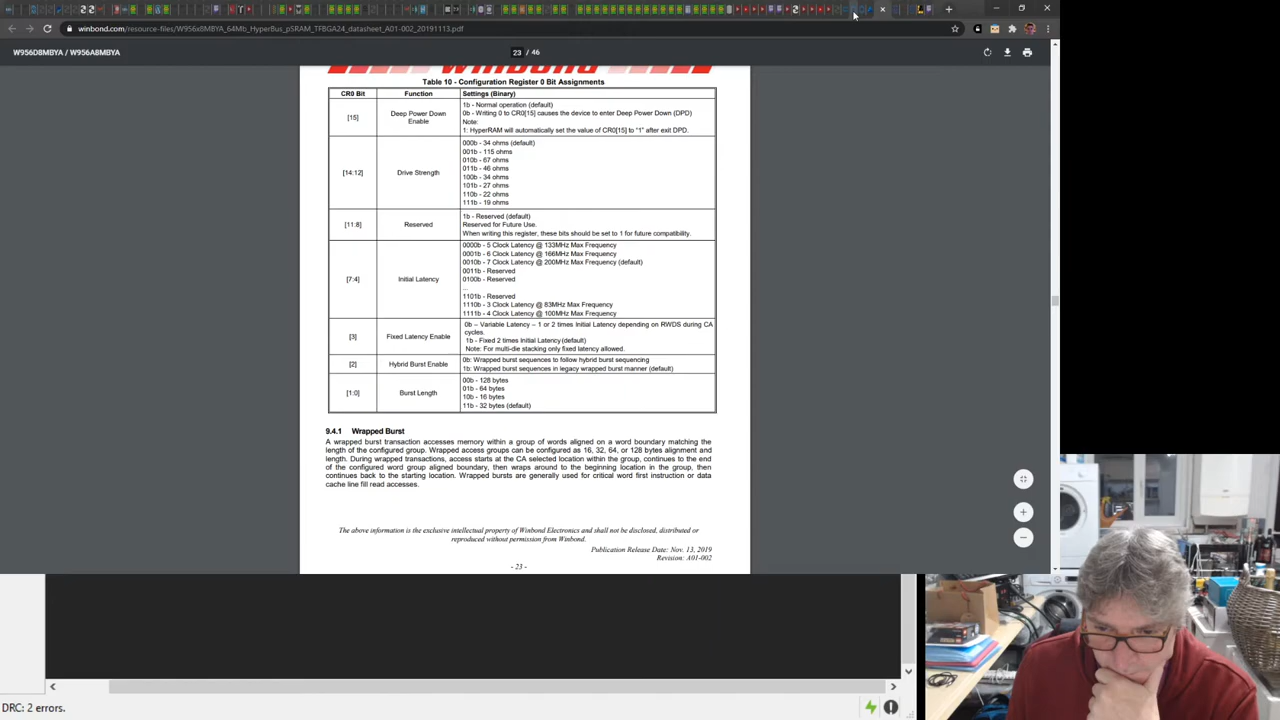 winbond.com/resource-files/W956x8MBYA_64Mb_HyperBus_pSRAM_TFBGA24_datasheet_A01-002_20191113.pdf
W956D8MBYA / W956A8MBYA
23 / 46
winbond
Table 10 - Configuration Register 0 Bit Assignments
CR0 Bit Function Settings (Binary)
[15] Deep Power Down Enable
1b - Normal operation (default)
0b - Writing 0 to CR0[15] causes the device to enter Deep Power Down (DPD)
Note:
1: HyperRAM will automatically set the value of CR0[15] to "1" after exit DPD.
[14:12] Drive Strength
000b - 34 ohms (default)
001b - 115 ohms
010b - 67 ohms
011b - 46 ohms
100b - 34 ohms
101b - 27 ohms
110b - 22 ohms
111b - 19 ohms
[11:8] Reserved
1b - Reserved (default)
Reserved for Future Use.
When writing this register, these bits should be set to 1 for future compatibility.
[7:4] Initial Latency
0000b - 5 Clock Latency @ 133MHz Max Frequency
0001b - 6 Clock Latency @ 166MHz Max Frequency
0010b - 7 Clock Latency @ 200MHz Max Frequency (default)
0011b - Reserved
0100b - Reserved
...
1101b - Reserved
1110b - 3 Clock Latency @ 83MHz Max Frequency
1111b - 4 Clock Latency @ 100MHz Max Frequency
[3] Fixed Latency Enable
0b – Variable Latency – 1 or 2 times Initial Latency depending on RWDS during CA
cycles.
1b - Fixed 2 times Initial Latency (default)
Note: For multi-die stacking only fixed latency allowed.
[2] Hybrid Burst Enable
0b: Wrapped burst sequences to follow hybrid burst sequencing
1b: Wrapped burst sequences in legacy wrapped burst manner (default)
[1:0] Burst Length
00b - 128 bytes
01b - 64 bytes
10b - 16 bytes
11b - 32 bytes (default)
9.4.1 Wrapped Burst
A wrapped burst transaction accesses memory within a group of words aligned on a word boundary matching the
length of the configured group. Wrapped access groups can be configured as 16, 32, 64, or 128 bytes alignment and
length. During wrapped transactions, access starts at the CA selected location within the group, continues to the end
of the configured word group aligned boundary, then wraps around to the beginning location in the group, then
continues back to the starting location. Wrapped bursts are generally used for critical word first instruction or data
cache line fill read accesses.
The above information is the exclusive intellectual property of Winbond Electronics and shall not be disclosed, distributed or
reproduced without permission from Winbond.
Publication Release Date: Nov. 13, 2019
Revision: A01-002
- 23 -
DRC: 2 errors.